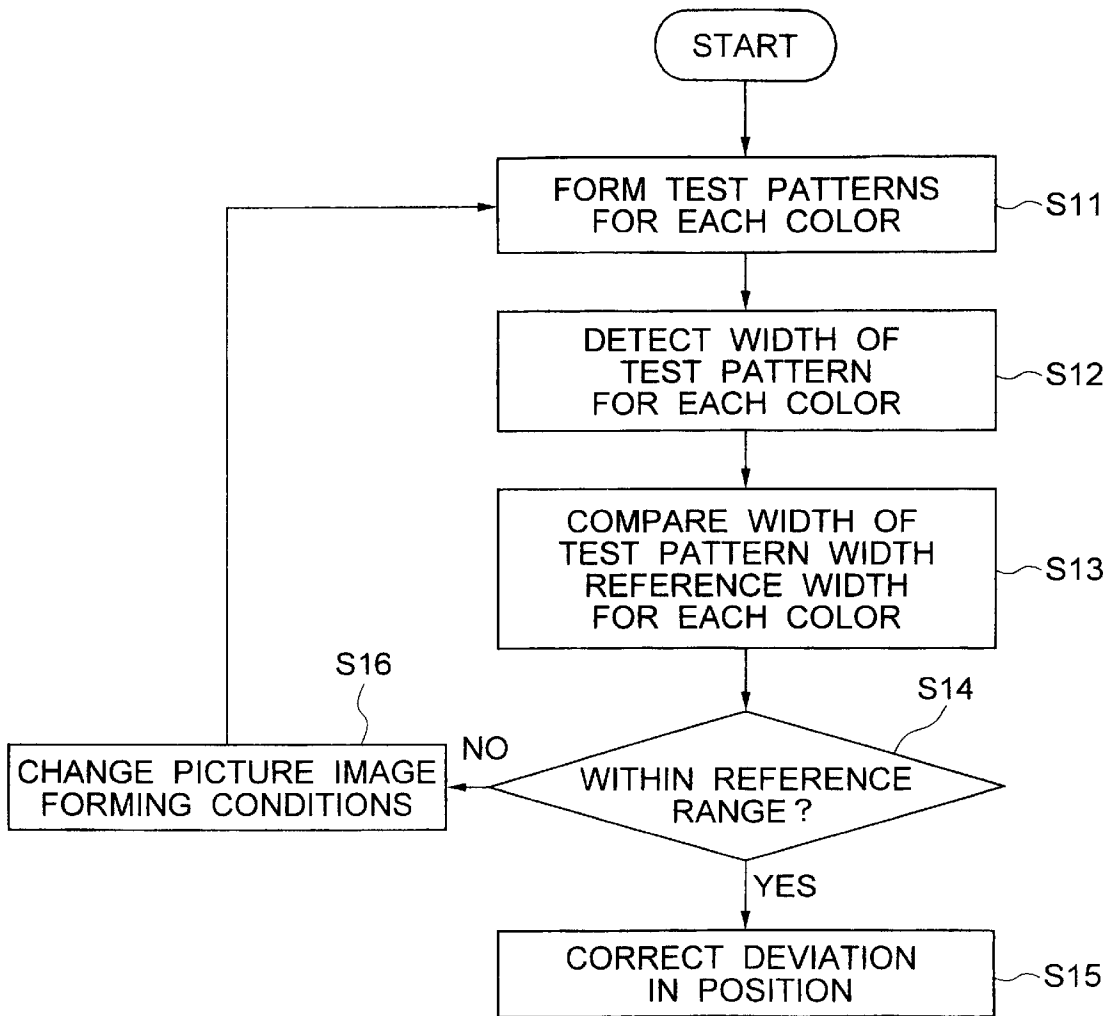 START
FORM TEST PATTERNS
FOR EACH COLOR
S11
DETECT WIDTH OF
TEST PATTERN
FOR EACH COLOR
S12
COMPARE WIDTH OF
TEST PATTERN WIDTH
REFERENCE WIDTH
FOR EACH COLOR
S13
S16
S14
NO
CHANGE PICTURE IMAGE
FORMING CONDITIONS
WITHIN REFERENCE
RANGE?
YES
CORRECT DEVIATION
IN POSITION
S15